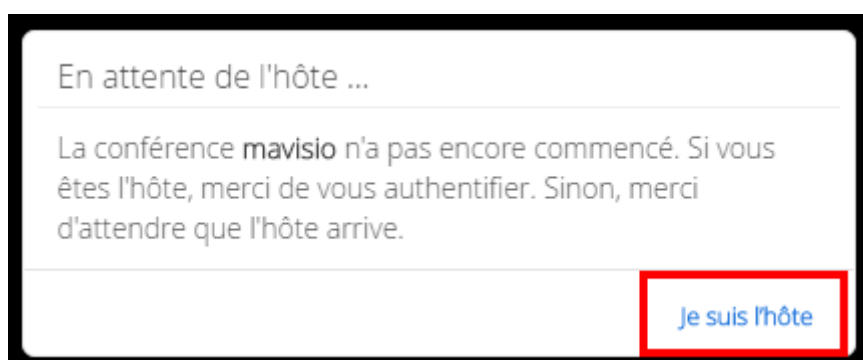 En attente de l'hôte ...
La conférence mavisio n'a pas encore commencé. Si vous
êtes l'hôte, merci de vous authentifier. Sinon, merci
d'attendre que l'hôte arrive.
Je suis l'hôte